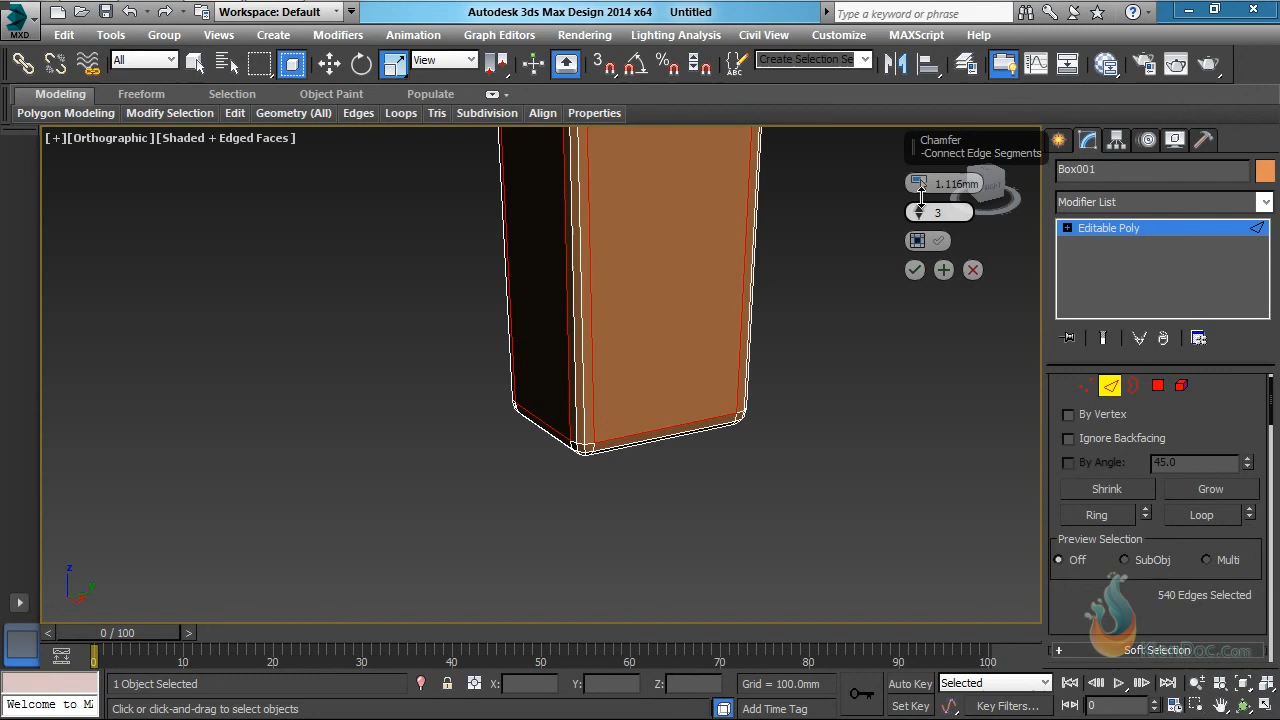 MXD
Workspace: Default
Autodesk 3ds Max Design 2014 x64 Untitled
Type a keyword or phrase
Edit Tools Group Views Create Modifiers Animation Graph Editors Rendering Lighting Analysis Civil View Customize MAXScript Help
All
View
3
Create Selection Se
Modeling Freeform Selection Object Paint Populate
Polygon Modeling Modify Selection Edit Geometry (All) Edges Loops Tris Subdivision Align Properties
[+][Orthographic][Shaded + Edged Faces]
Chamfer
-Connect Edge Segments
1.116mm
3
Box001
Modifier List
Editable Poly
By Vertex
Ignore Backfacing
By Angle: 45.0
Shrink Grow
Ring Loop
Preview Selection
Off SubObj Multi
540 Edges Selected
Soft Selection
z
y
0 / 100
0 10 20 30 40 50 60 70 80 90 100
1 Object Selected
X: Y: Z:
Grid = 100.0mm
Auto Key
Selected
Welcome to M
Click or click-and-drag to select objects
Add Time Tag
Set Key
Key Filters...
0